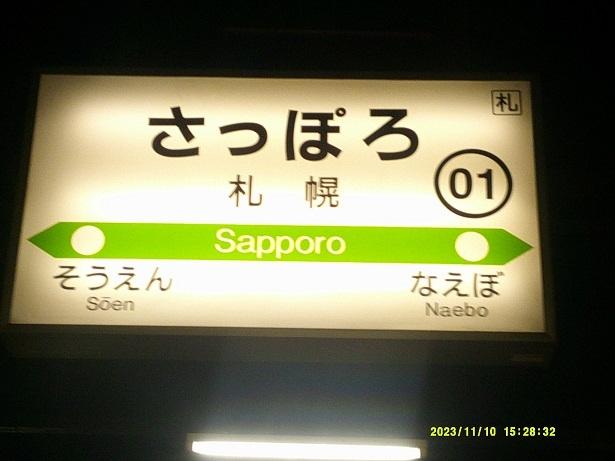 札
さっぽろ
札幌
01
Sapporo
そうえん なえぼ
Sōen Naebo
2023/11/10 15:28:32